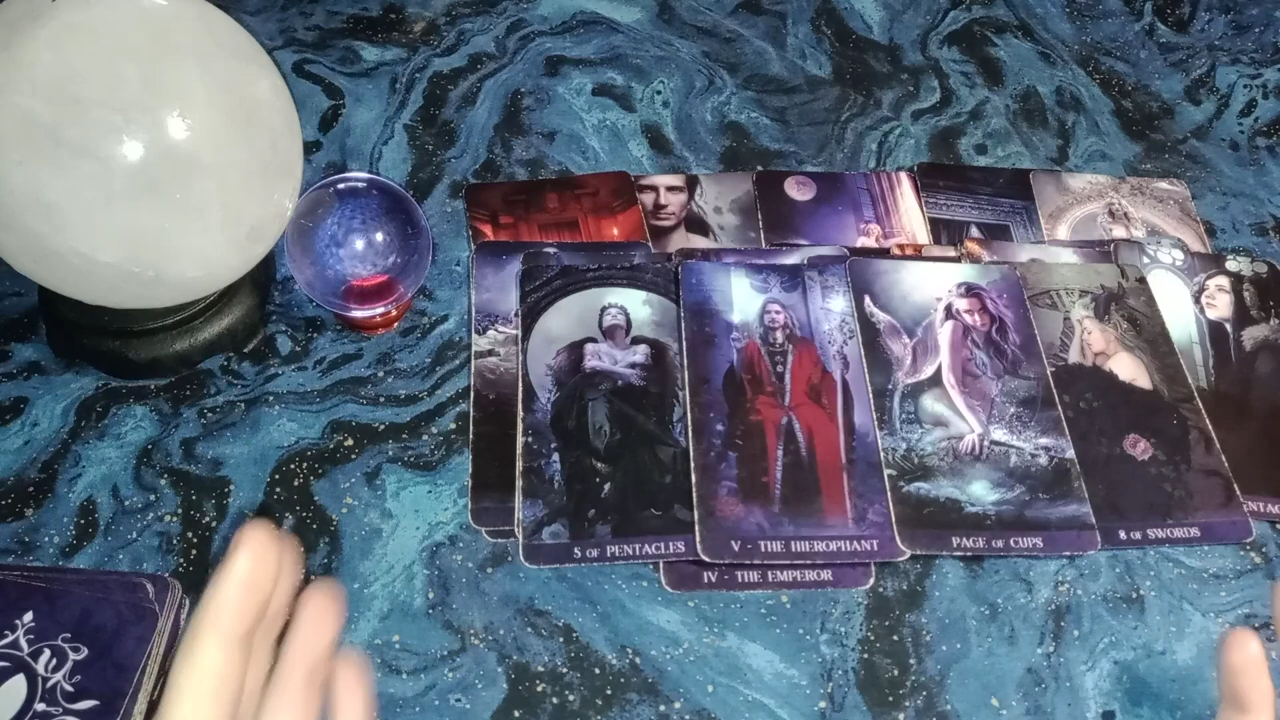 5 OF PENTACLES
V - THE HIEROPHANT
PAGE OF CUPS
8 OF SWORDS
IV - THE EMPEROR